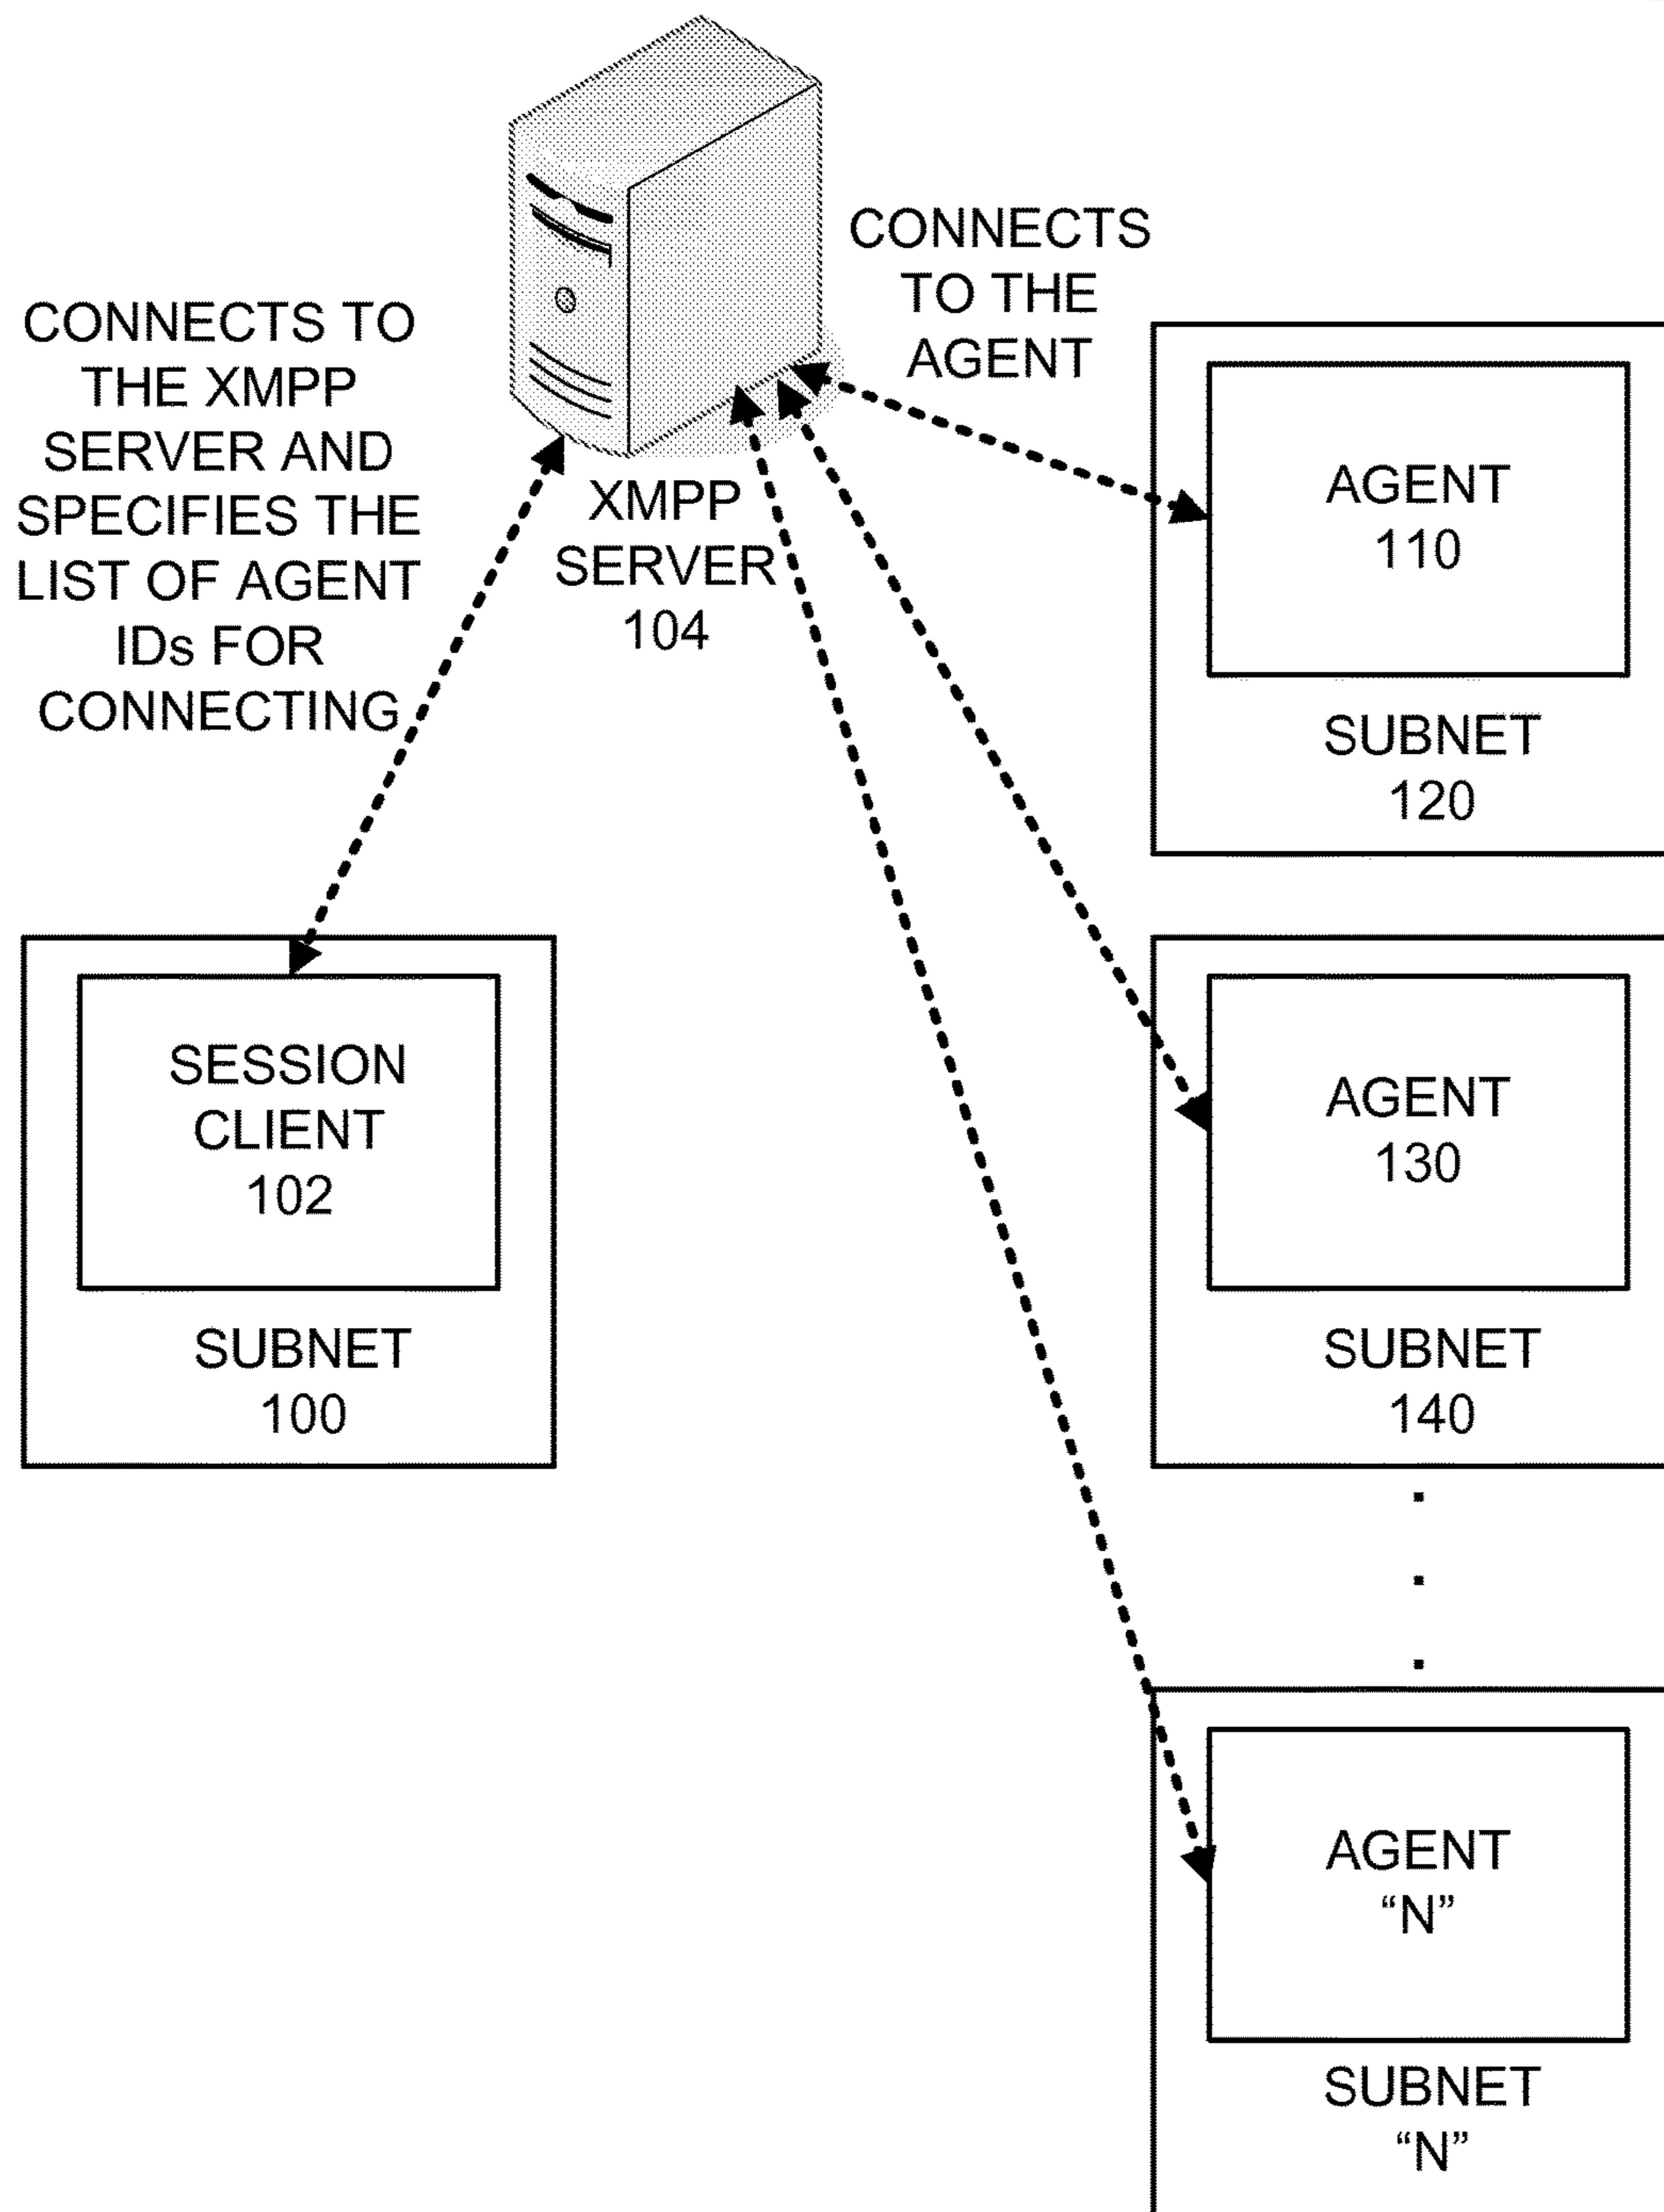 CONNECTS TO
THE XMPP
SERVER AND
SPECIFIES THE
LIST OF AGENT
IDs FOR
CONNECTING
XMPP
SERVER
104
CONNECTS
TO THE
AGENT
AGENT
110
SUBNET
120
SESSION
CLIENT
102
SUBNET
100
AGENT
130
SUBNET
140
.
.
.
AGENT
“N”
SUBNET
“N”